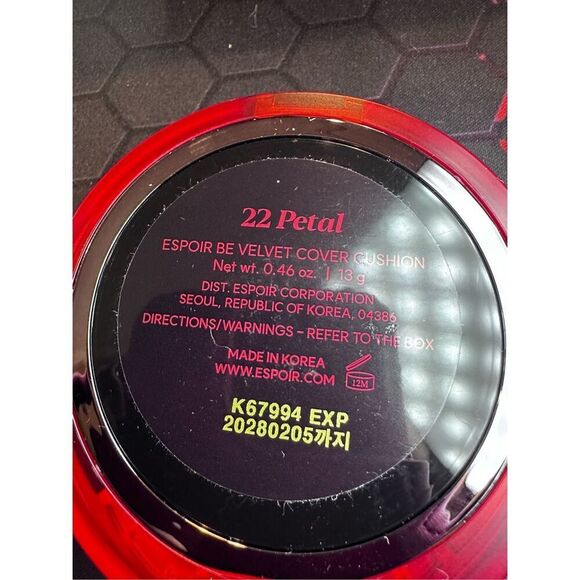 22 Petal
ESPOIR BE VELVET COVER CUSHION
Net wt. 0.46 oz. | 13 g
DIST. ESPOIR CORPORATION
SEOUL, REPUBLIC OF KOREA, 04386
DIRECTIONS/WARNINGS – REFER TO THE BOX
MADE IN KOREA
WWW.ESPOIR.COM
12M
K67994 EXP
20280205까지